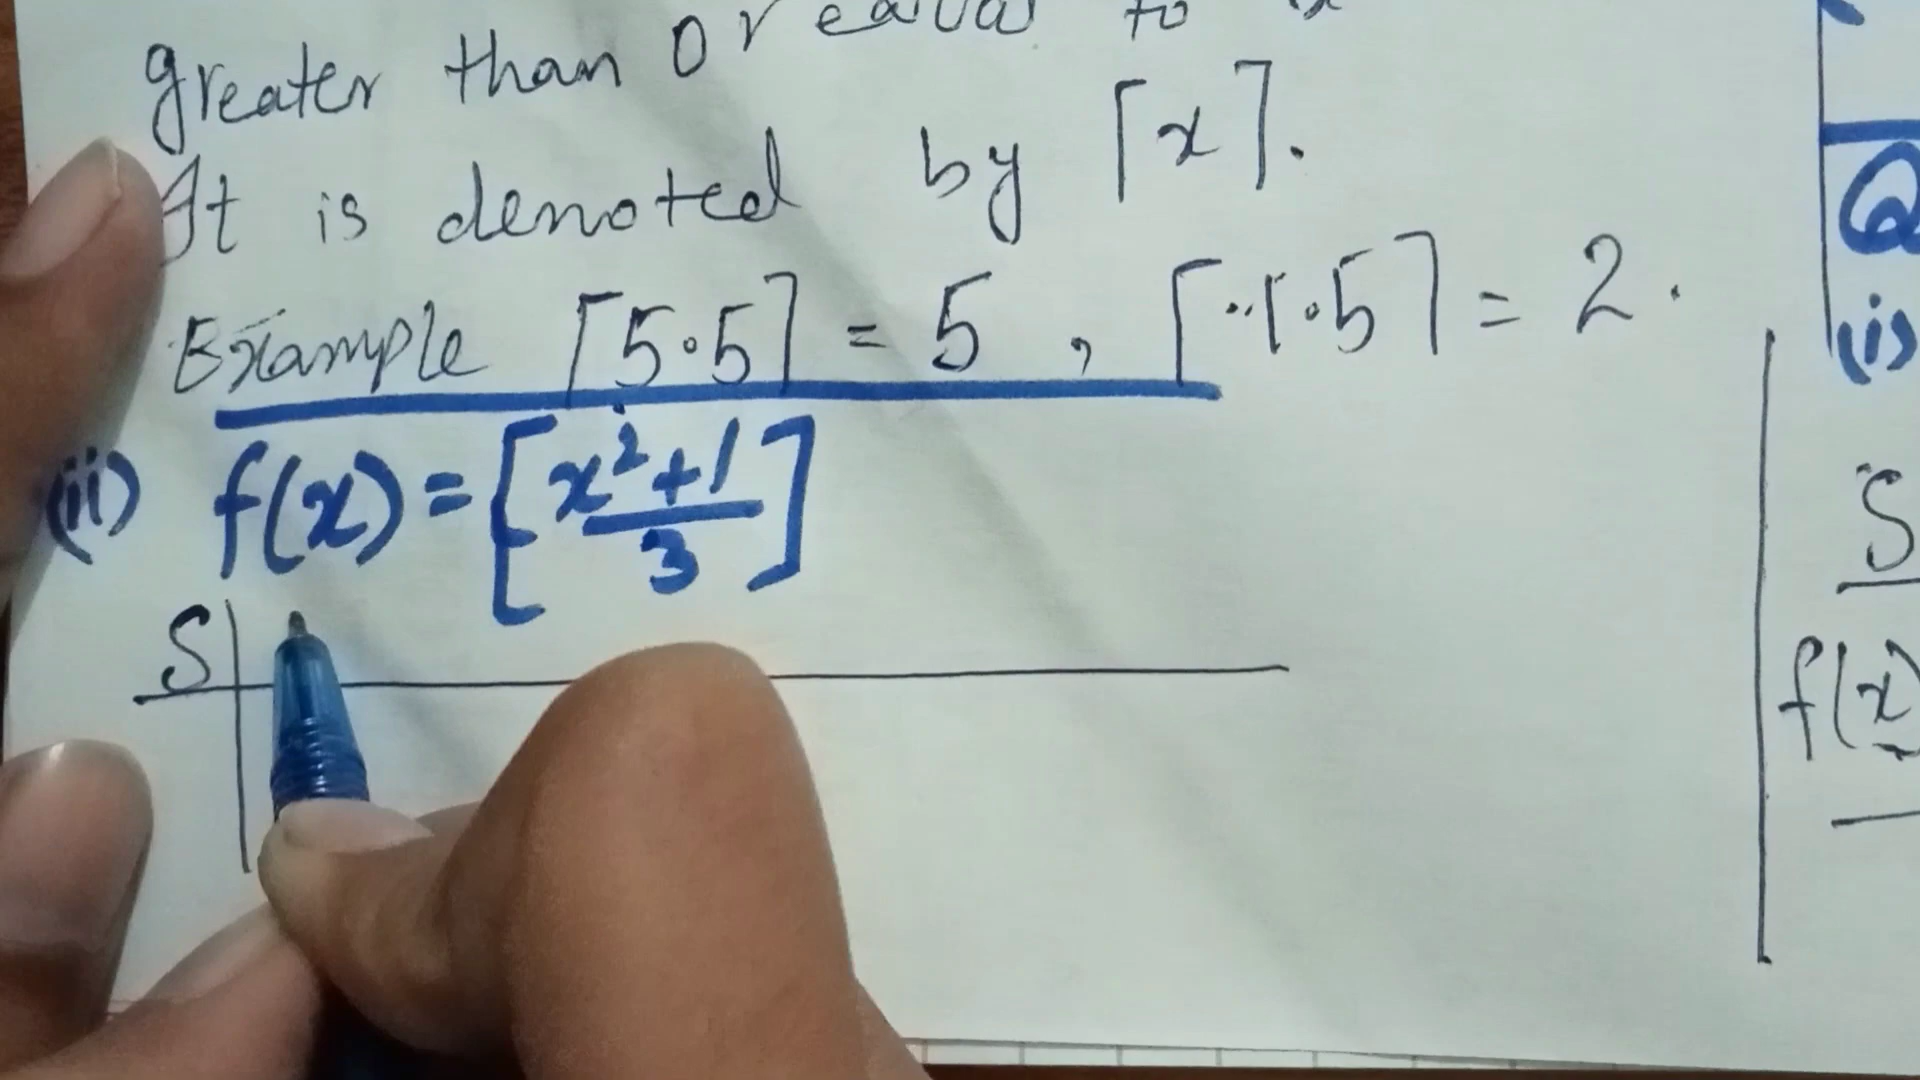 greater than or equal to x
It is denoted by ⌈x⌉.
Example ⌈5.5⌉ = 5 , ⌈-1.5⌉ = 2.
(ii) f(x) = [x²+1/3]
S
Q
(i)
S
f(x)